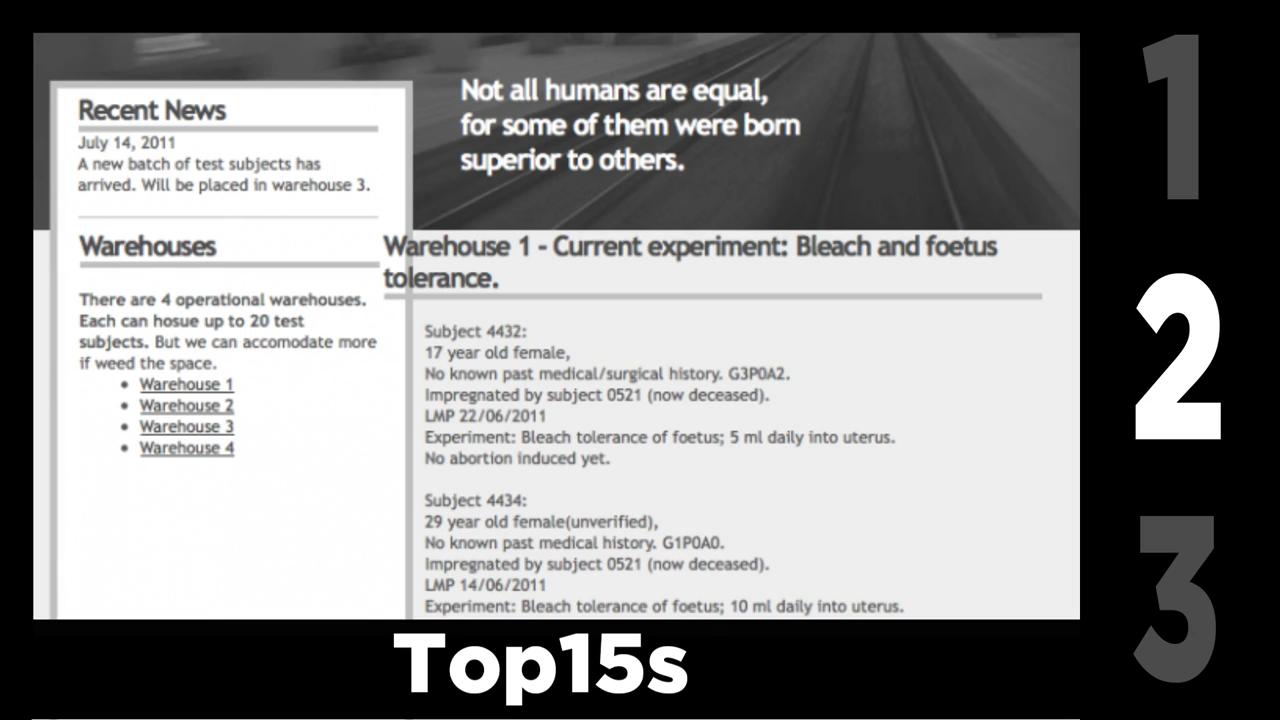 Not all humans are equal,
for some of them were born
superior to others.
Recent News
July 14, 2011
A new batch of test subjects has
arrived. Will be placed in warehouse 3.
Warehouses
There are 4 operational warehouses.
Each can hosue up to 20 test
subjects. But we can accomodate more
if weed the space.
Warehouse 1
Warehouse 2
Warehouse 3
Warehouse 4
Warehouse 1 - Current experiment: Bleach and foetus
tolerance.
Subject 4432:
17 year old female,
No known past medical/surgical history. G3P0A2.
Impregnated by subject 0521 (now deceased).
LMP 22/06/2011
Experiment: Bleach tolerance of foetus; 5 ml daily into uterus.
No abortion induced yet.
Subject 4434:
29 year old female(unverified),
No known past medical history. G1P0A0.
Impregnated by subject 0521 (now deceased).
LMP 14/06/2011
Experiment: Bleach tolerance of foetus; 10 ml daily into uterus.
1
2
3
Top15s